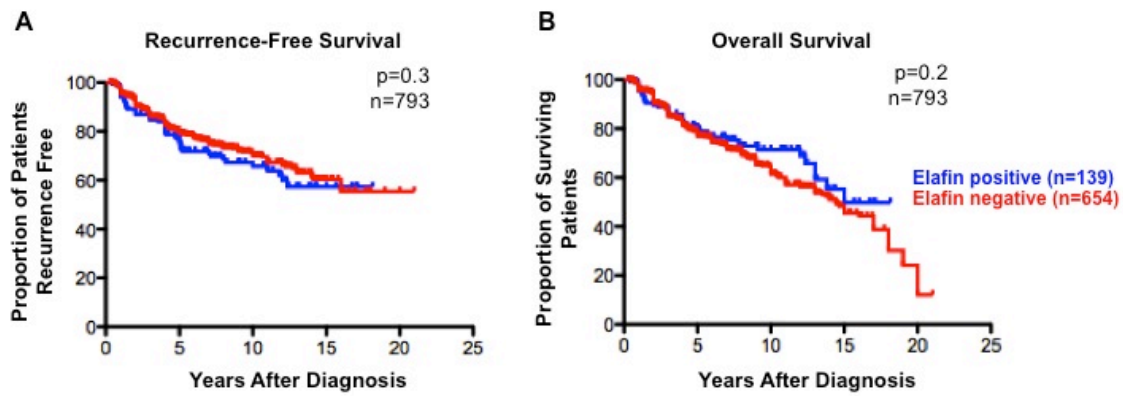 A
Recurrence-Free Survival
p=0.3
n=793
100
80
60
40
20
0
0 5 10 15 20 25
Proportion of Patients
Recurrence Free
Years After Diagnosis
B
Overall Survival
p=0.2
n=793
100
80
60
40
20
0
0 5 10 15 20 25
Proportion of Surviving
Patients
Years After Diagnosis
Elafin positive (n=139)
Elafin negative (n=654)